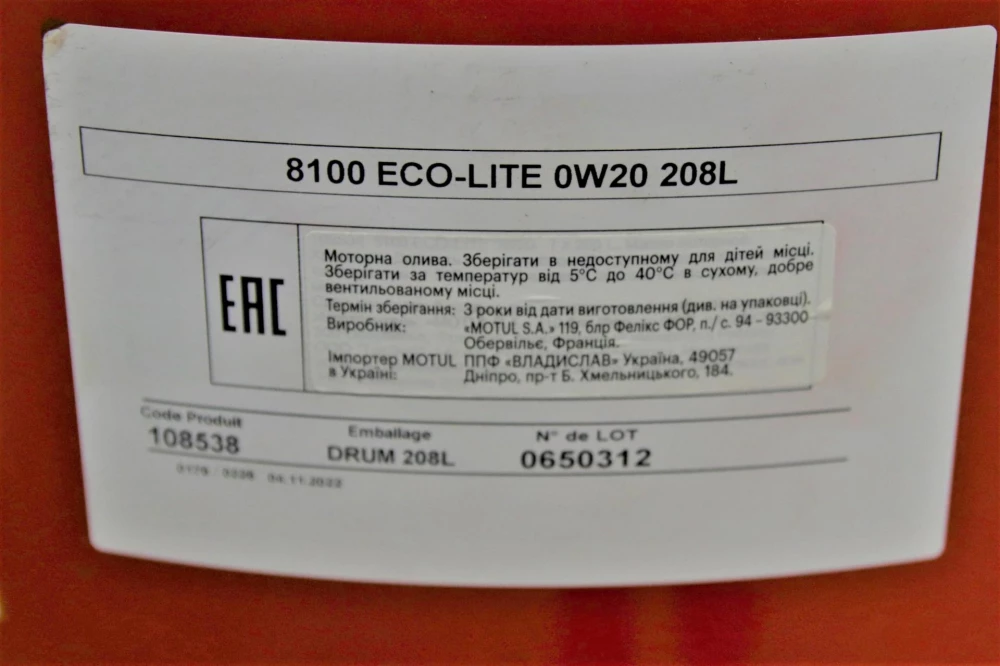 8100 ECO-LITE 0W20 208L
EAC
Моторна олива. Зберігати в недоступному для дітей місці.
Зберігати за температур від 5°C до 40°C в сухому, добре
вентильованому місці.
Термін зберігання: 3 роки від дати виготовлення (див. на упаковці).
Виробник: «MOTUL S.A.» 119, блр Фелікс ФОР, п./с. 94 - 93300
Обервільє, Франція.
Імпортер MOTUL ППФ «ВЛАДИСЛАВ» Україна, 49057
в Україні: Дніпро, пр-т Б. Хмельницького, 184.
Code Produit Emballage N° de LOT
108538 DRUM 208L 0650312
04.11.2022